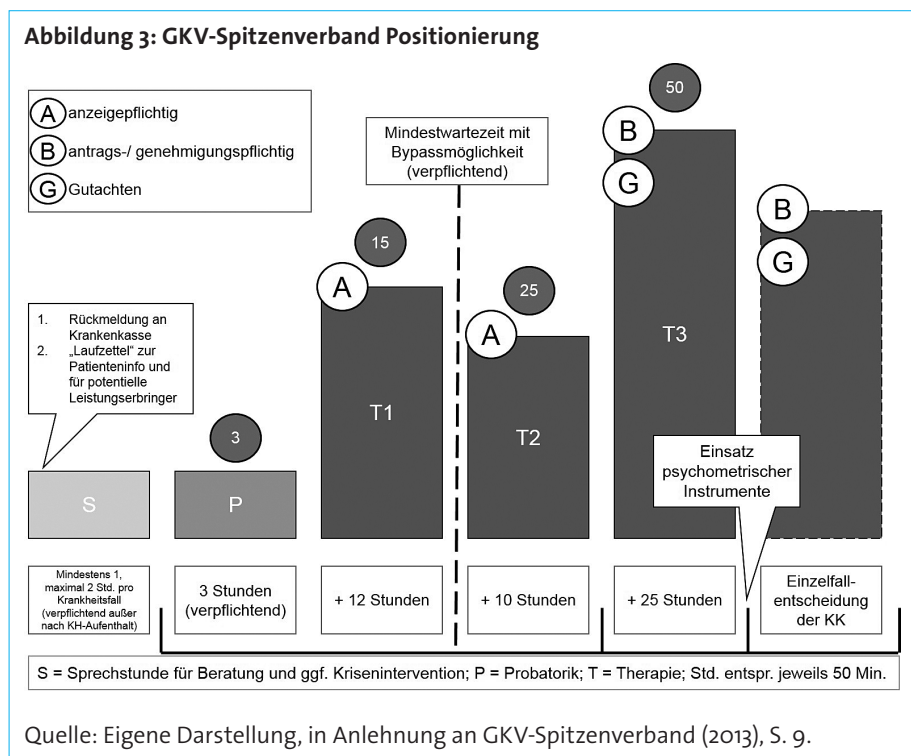 Abbildung 3: GKV-Spitzenverband Positionierung
A anzeigepflichtig
B antrags-/ genehmigungspflichtig
G Gutachten
Mindestwartezeit mit
Bypassmöglichkeit
(verpflichtend)
50
B
G
15
A
25
A
B
G
1. Rückmeldung an
Krankenkasse
2. „Laufzettel“ zur
Patienteninfo und
für potentielle
Leistungserbringer
3
S
P
T1
T2
T3
Einsatz
psychometrischer
Instrumente
Mindestens 1,
maximal 2 Std. pro
Krankheitsfall
(verpflichtend außer
nach KH-Aufenthalt)
3 Stunden
(verpflichtend)
+ 12 Stunden
+ 10 Stunden
+ 25 Stunden
Einzelfall-
entscheidung
der KK
S = Sprechstunde für Beratung und ggf. Krisenintervention; P = Probatorik; T = Therapie; Std. entspr. jeweils 50 Min.
Quelle: Eigene Darstellung, in Anlehnung an GKV-Spitzenverband (2013), S. 9.